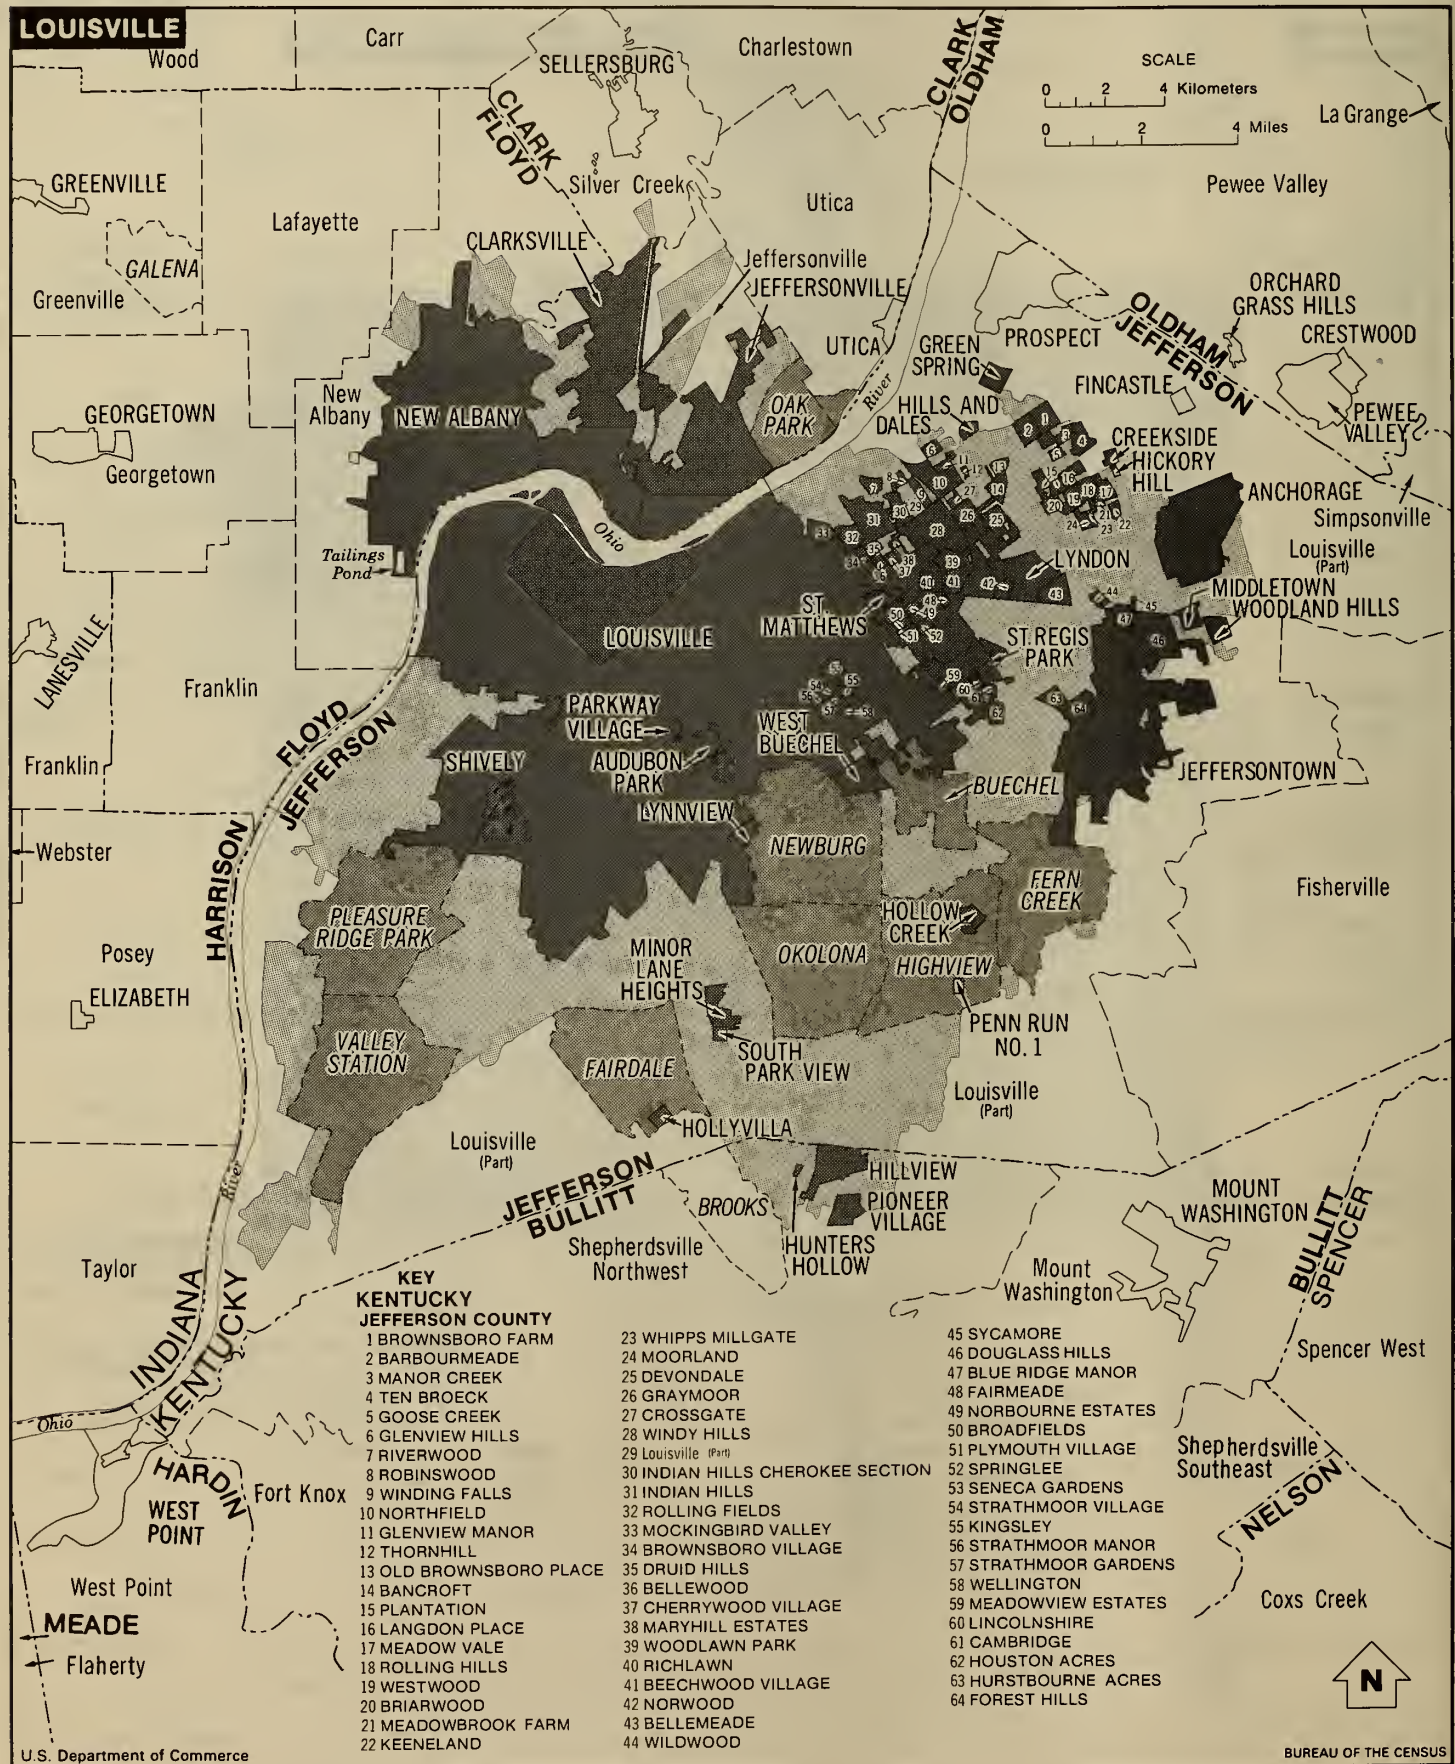 LOUISVILLE
Wood
Carr
SELLERSBURG
Charlestown
CLARK
OLDHAM
SCALE
0 2 4 Kilometers
0 2 4 Miles
La Grange
CLARK
FLOYD
GREENVILLE
Silver Creek
Pewee Valley
Lafayette
Utica
CLARKSVILLE
GALENA
Jeffersonville
JEFFERSONVILLE
Greenville
ORCHARD
GRASS HILLS
OLDHAM
JEFFERSON
PROSPECT
CRESTWOOD
UTICA
GREEN
SPRING
River
FINCASTLE
New
Albany
NEW ALBANY
OAK
PARK
HILLS AND
DALES
PEWEE
VALLEY
GEORGETOWN
Georgetown
CREEKSIDE
HICKORY
HILL
ANCHORAGE
Simpsonville
Ohio
Tailings
Pond
Louisville
(Part)
LYNDON
MIDDLETOWN
WOODLAND HILLS
ST.
MATTHEWS
LOUISVILLE
ST. REGIS
PARK
LANESVILLE
Franklin
FLOYD
JEFFERSON
PARKWAY
VILLAGE
WEST
BUECHEL
Franklin
SHIVELY
AUDUBON
PARK
JEFFERSONTOWN
BUECHEL
LYNNVIEW
Webster
HARRISON
NEWBURG
FERN
CREEK
Fisherville
PLEASURE
RIDGE PARK
HOLLOW
CREEK
Posey
MINOR
LANE
HEIGHTS
OKOLONA
HIGHVIEW
ELIZABETH
PENN RUN
NO. 1
VALLEY
STATION
FAIRDALE
SOUTH
PARK VIEW
Louisville
(Part)
HOLLYVILLA
Louisville
(Part)
River
JEFFERSON
BULLITT
HILLVIEW
BROOKS
PIONEER
VILLAGE
MOUNT
WASHINGTON
BULLITT
SPENCER
Shepherdsville
Northwest
HUNTERS
HOLLOW
Taylor
Mount
Washington
INDIANA
KENTUCKY
Spencer West
Ohio
HARDIN
Fort Knox
WEST
POINT
Shepherdsville
Southeast
NELSON
West Point
MEADE
Flaherty
Coxs Creek
KEY
KENTUCKY
JEFFERSON COUNTY
1 BROWNSBORO FARM
2 BARBOURMEADE
3 MANOR CREEK
4 TEN BROECK
5 GOOSE CREEK
6 GLENVIEW HILLS
7 RIVERWOOD
8 ROBINSWOOD
9 WINDING FALLS
10 NORTHFIELD
11 GLENVIEW MANOR
12 THORNHILL
13 OLD BROWNSBORO PLACE
14 BANCROFT
15 PLANTATION
16 LANGDON PLACE
17 MEADOW VALE
18 ROLLING HILLS
19 WESTWOOD
20 BRIARWOOD
21 MEADOWBROOK FARM
22 KEENELAND
23 WHIPPS MILLGATE
24 MOORLAND
25 DEVONDALE
26 GRAYMOOR
27 CROSSGATE
28 WINDY HILLS
29 Louisville (Part)
30 INDIAN HILLS CHEROKEE SECTION
31 INDIAN HILLS
32 ROLLING FIELDS
33 MOCKINGBIRD VALLEY
34 BROWNSBORO VILLAGE
35 DRUID HILLS
36 BELLEWOOD
37 CHERRYWOOD VILLAGE
38 MARYHILL ESTATES
39 WOODLAWN PARK
40 RICHLAWN
41 BEECHWOOD VILLAGE
42 NORWOOD
43 BELLEMEADE
44 WILDWOOD
45 SYCAMORE
46 DOUGLASS HILLS
47 BLUE RIDGE MANOR
48 FAIRMEADE
49 NORBOURNE ESTATES
50 BROADFIELDS
51 PLYMOUTH VILLAGE
52 SPRINGLEE
53 SENECA GARDENS
54 STRATHMOOR VILLAGE
55 KINGSLEY
56 STRATHMOOR MANOR
57 STRATHMOOR GARDENS
58 WELLINGTON
59 MEADOWVIEW ESTATES
60 LINCOLNSHIRE
61 CAMBRIDGE
62 HOUSTON ACRES
63 HURSTBOURNE ACRES
64 FOREST HILLS
N
U.S. Department of Commerce
BUREAU OF THE CENSUS